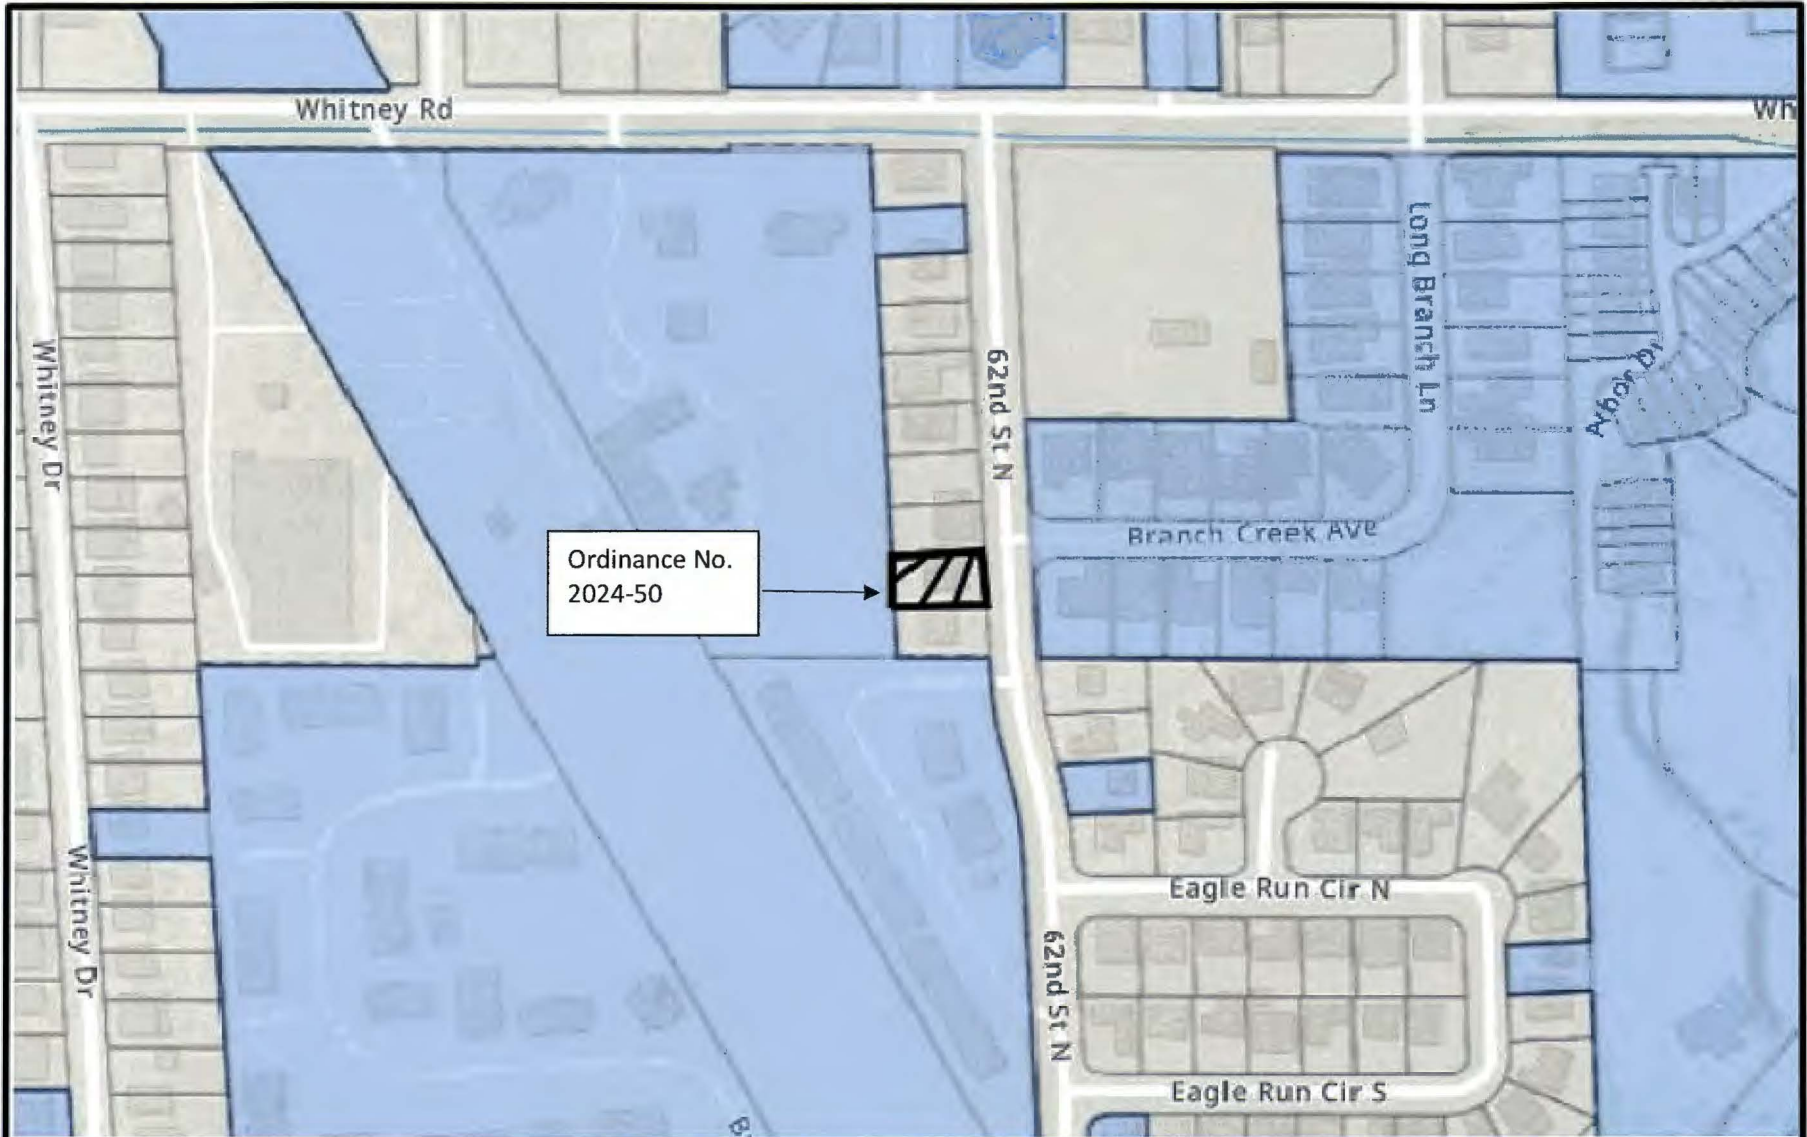 Whitney Rd
Wh
Long Branch Ln
Whitney Dr
62nd St N
Arbor Dr
Branch Creek Ave
Ordinance No.
2024-50
Whitney Dr
Eagle Run Cir N
62nd St N
Eagle Run Cir S